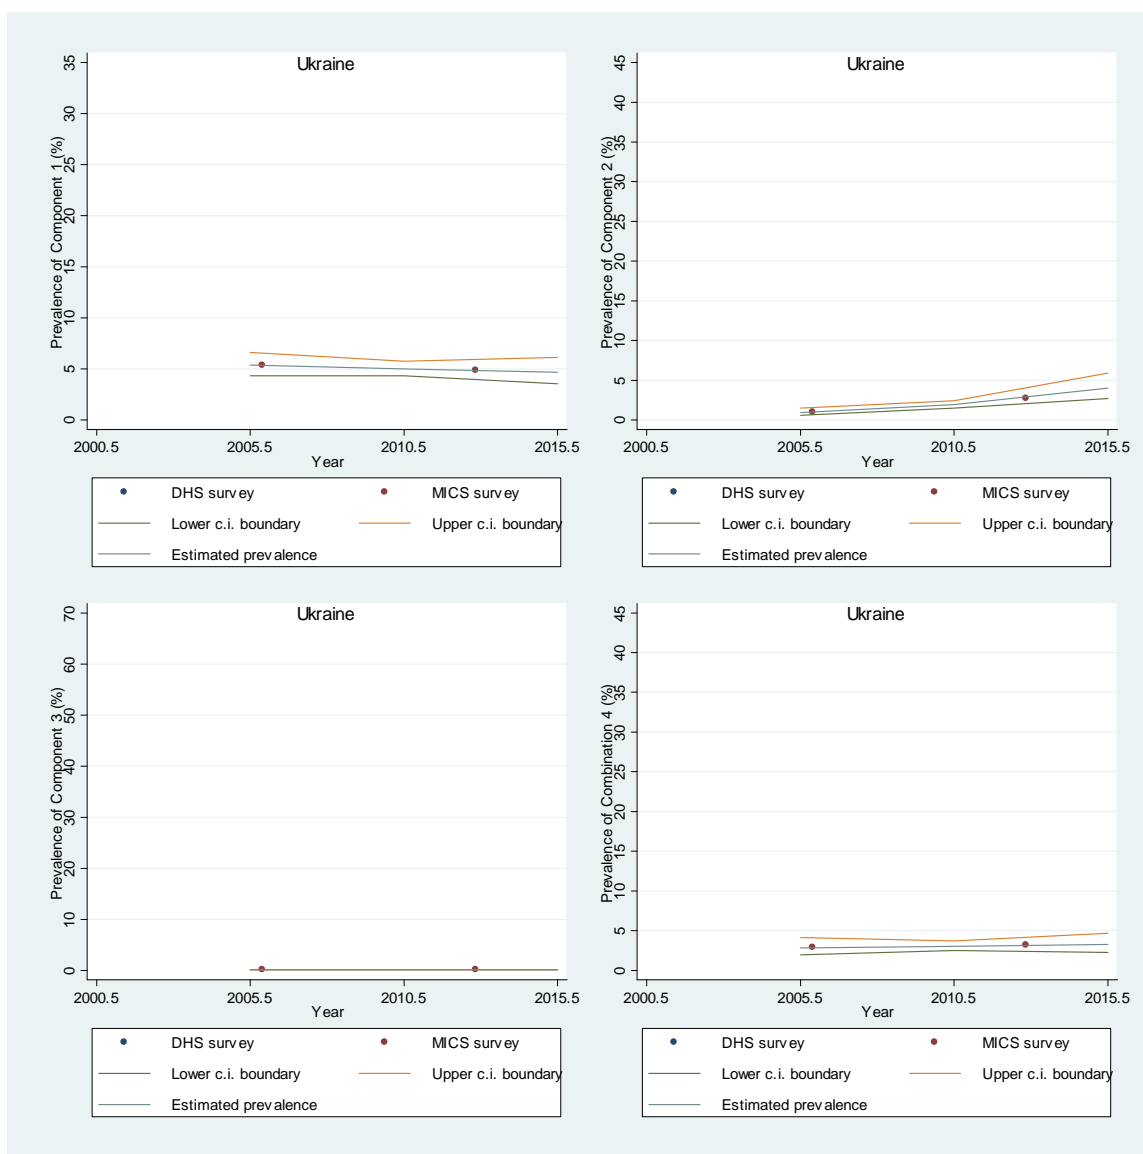 Ukraine
Prevalence of Component 1 (%)
35
30
25
20
15
10
5
0
2000.5 2005.5 2010.5 2015.5
Year
DHS survey MICS survey
Lower c.i. boundary Upper c.i. boundary
Estimated prevalence
Ukraine
Prevalence of Component 2 (%)
45
40
35
30
25
20
15
10
5
0
2000.5 2005.5 2010.5 2015.5
Year
DHS survey MICS survey
Lower c.i. boundary Upper c.i. boundary
Estimated prevalence
Ukraine
Prevalence of Component 3 (%)
70
60
50
40
30
20
10
0
2000.5 2005.5 2010.5 2015.5
Year
DHS survey MICS survey
Lower c.i. boundary Upper c.i. boundary
Estimated prevalence
Ukraine
Prevalence of Combination 4 (%)
45
40
35
30
25
20
15
10
5
0
2000.5 2005.5 2010.5 2015.5
Year
DHS survey MICS survey
Lower c.i. boundary Upper c.i. boundary
Estimated prevalence